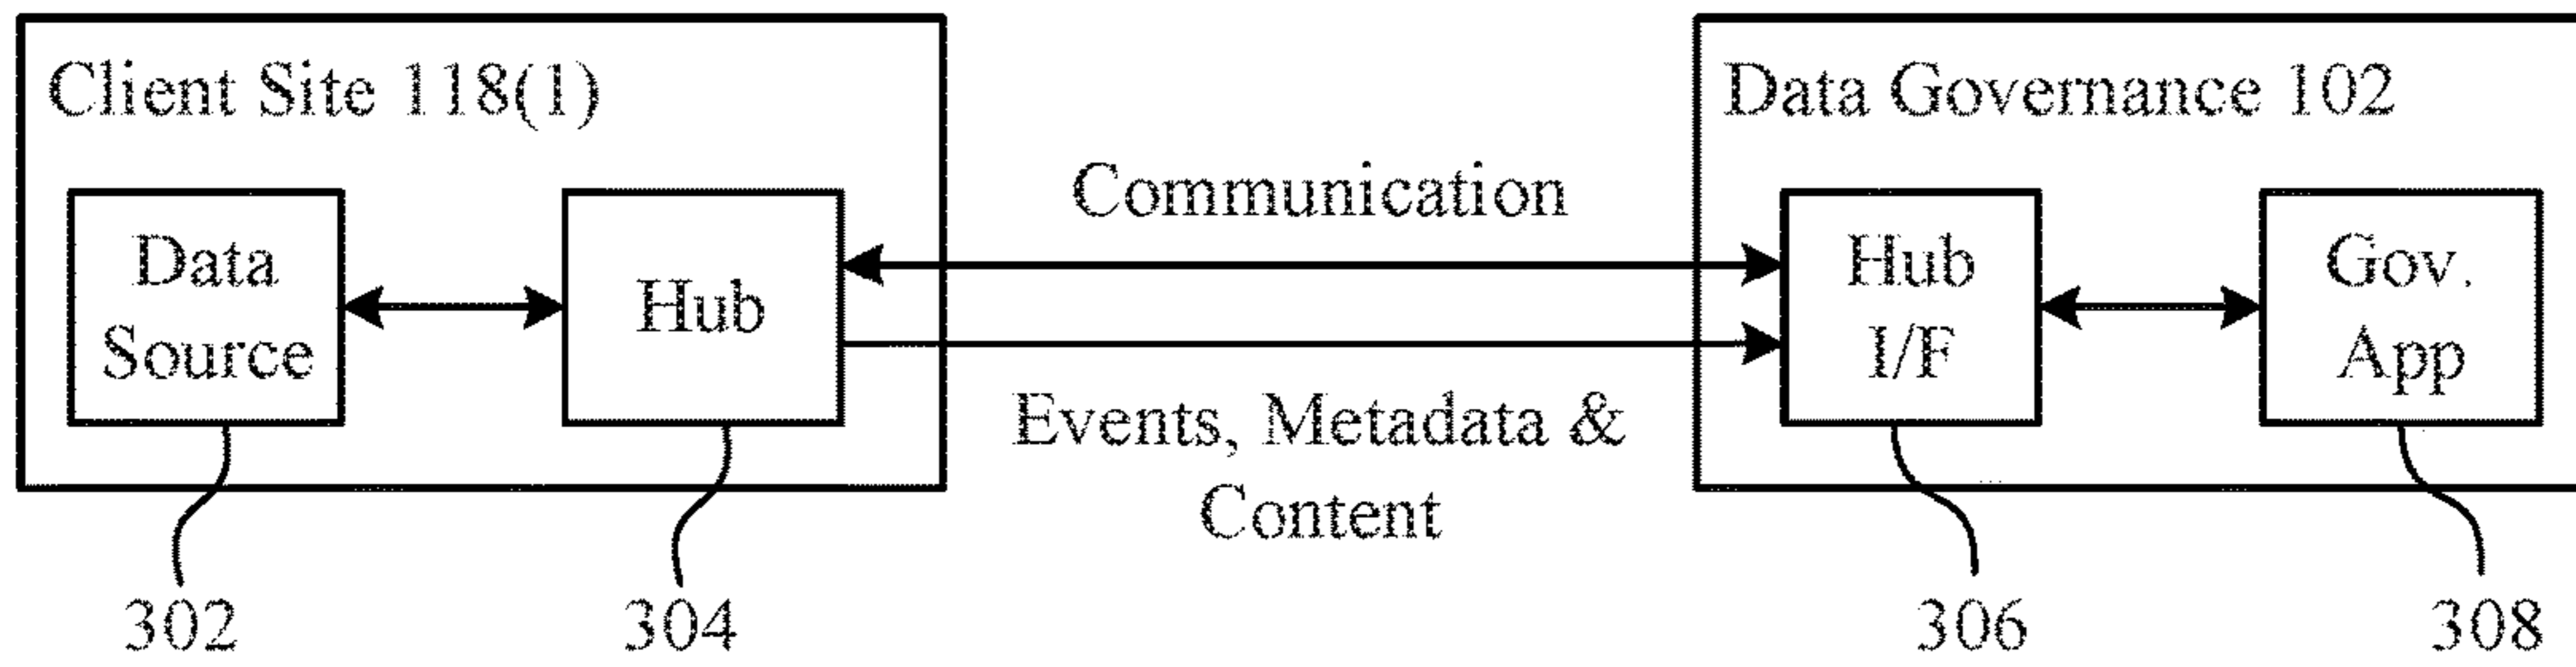 Client Site 118(1)
Data Governance 102
Communication
Data
Source
Hub
Hub
I/F
Gov.
App
Events, Metadata &
Content
302
304
306
308